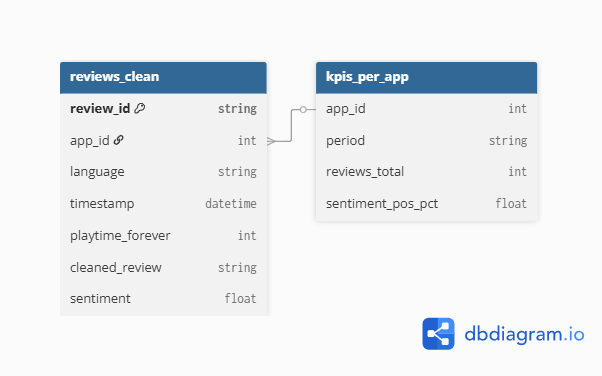 reviews_clean
review_id string
app_id int
language string
timestamp datetime
playtime_forever int
cleaned_review string
sentiment float
kpis_per_app
app_id int
period string
reviews_total int
sentiment_pos_pct float
dbdiagram.io